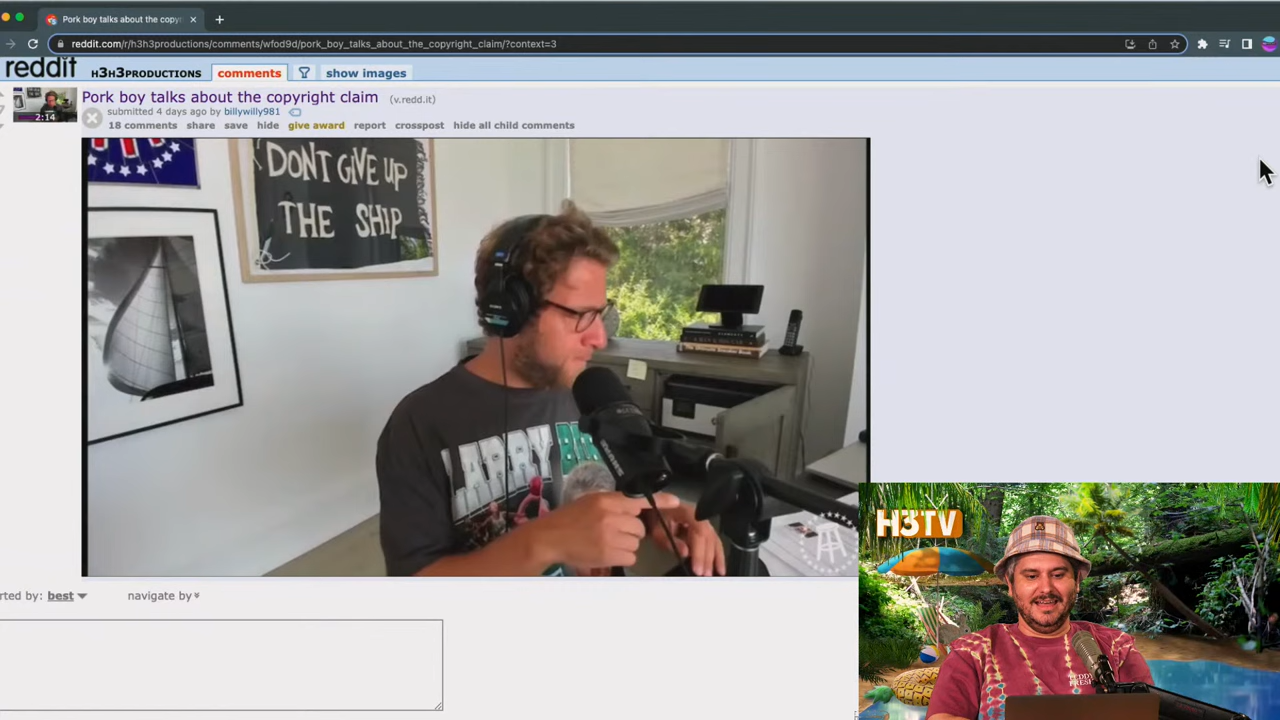 Pork boy talks about the copy
reddit.com/r/h3h3productions/comments/wfod9d/pork_boy_talks_about_the_copyright_claim/?context=3
reddit H3H3PRODUCTIONS comments show images
Pork boy talks about the copyright claim (v.redd.it)
submitted 4 days ago by billywilly981
2:14
18 comments share save hide give award report crosspost hide all child comments
DONT GIVE UP
THE SHIP
H3TV
rted by: best navigate by